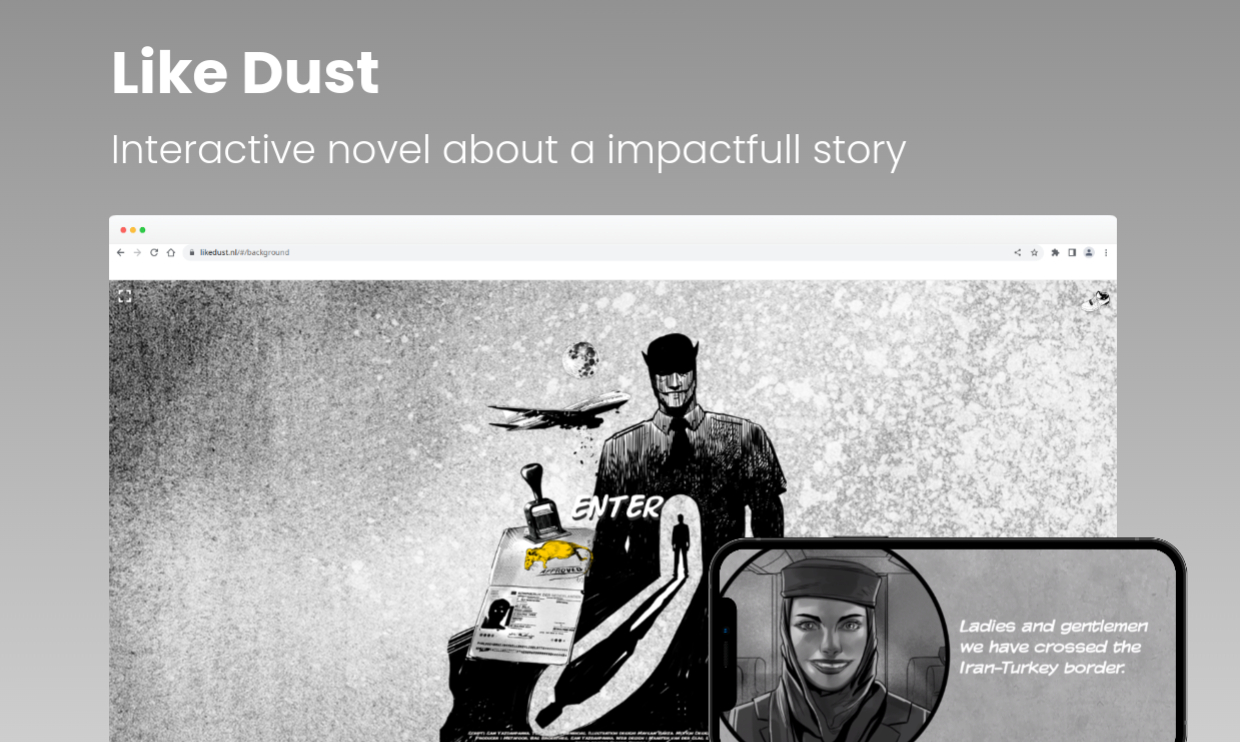 Like Dust
Interactive novel about a impactfull story
likedust.nl/#/background
ENTER
APPROVED
Ladies and gentlemen
we have crossed the
Iran-Turkey border.